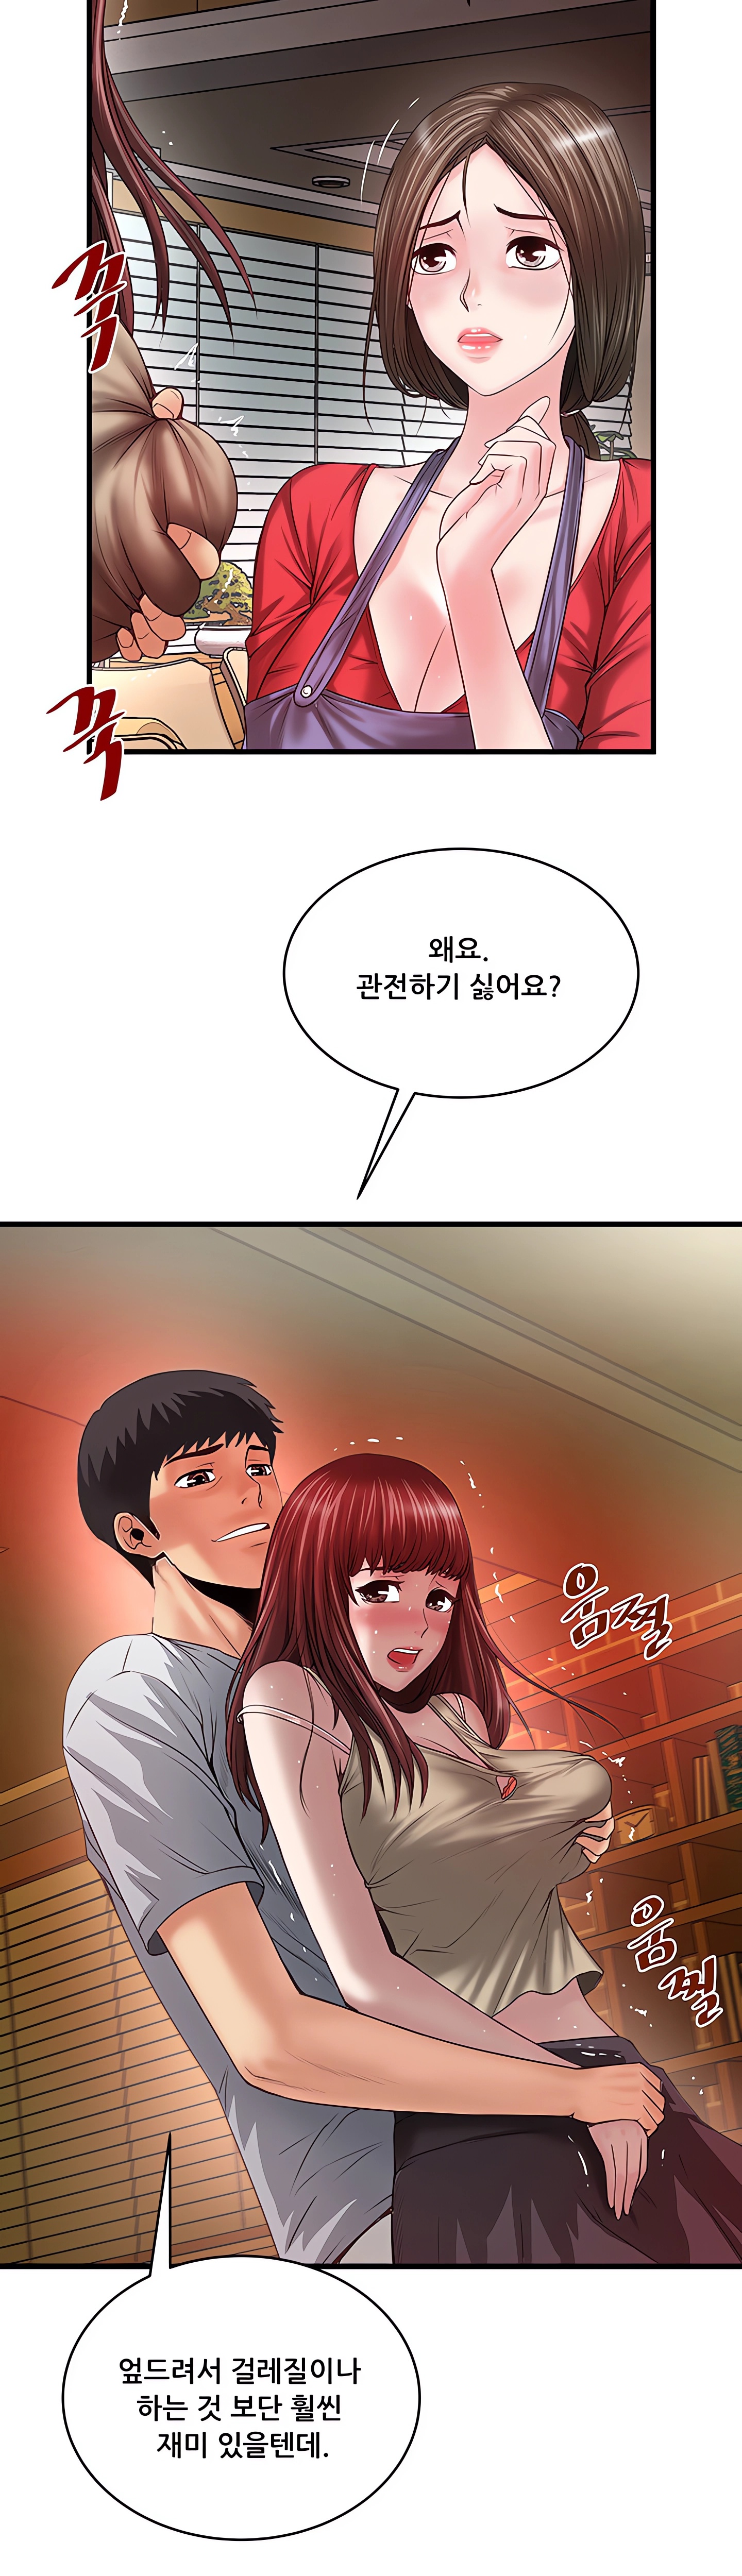 꾹
꾹
왜요.
관전하기 싫어요?
움찔
움찔
엎드려서 걸레질이나
하는 것 보단 훨씬
재미 있을텐데.